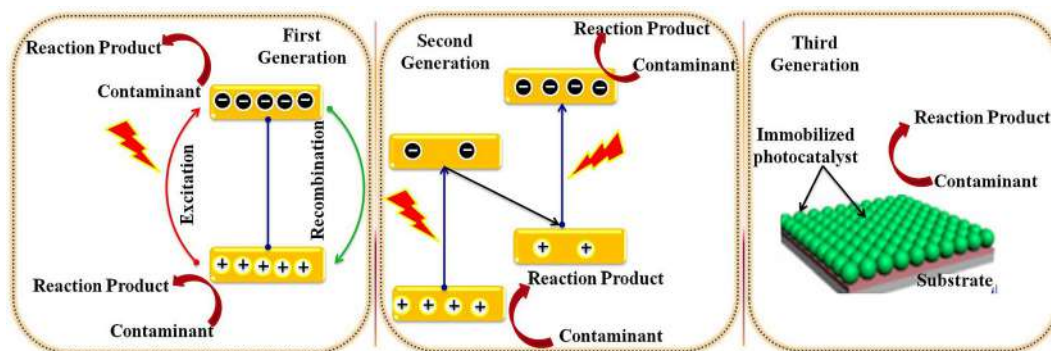 First
Generation
Reaction Product
Contaminant
Excitation
Recombination
Reaction Product
Contaminant
Second
Generation
Reaction Product
Contaminant
Reaction Product
Contaminant
Third
Generation
Reaction Product
Immobilized
photocatalyst
Contaminant
Substrate